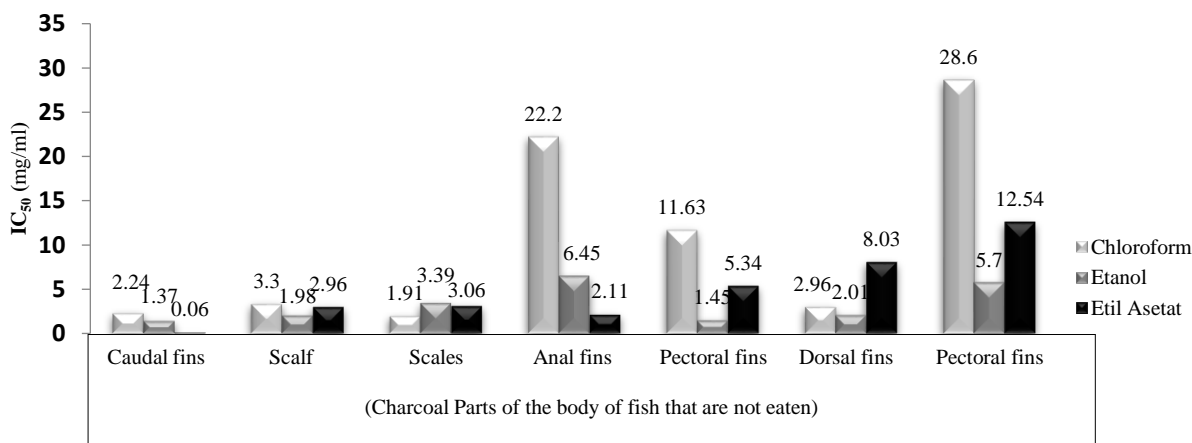 35
30
25
20
15
10
5
0
IC50 (mg/ml)
2.24 1.37 0.06
3.3 1.98 2.96
1.91 3.39 3.06
22.2 6.45 2.11
11.63 1.45 5.34
2.96 2.01 8.03
28.6 5.7 12.54
Chloroform
Etanol
Etil Asetat
Caudal fins Scalf Scales Anal fins Pectoral fins Dorsal fins Pectoral fins
(Charcoal Parts of the body of fish that are not eaten)